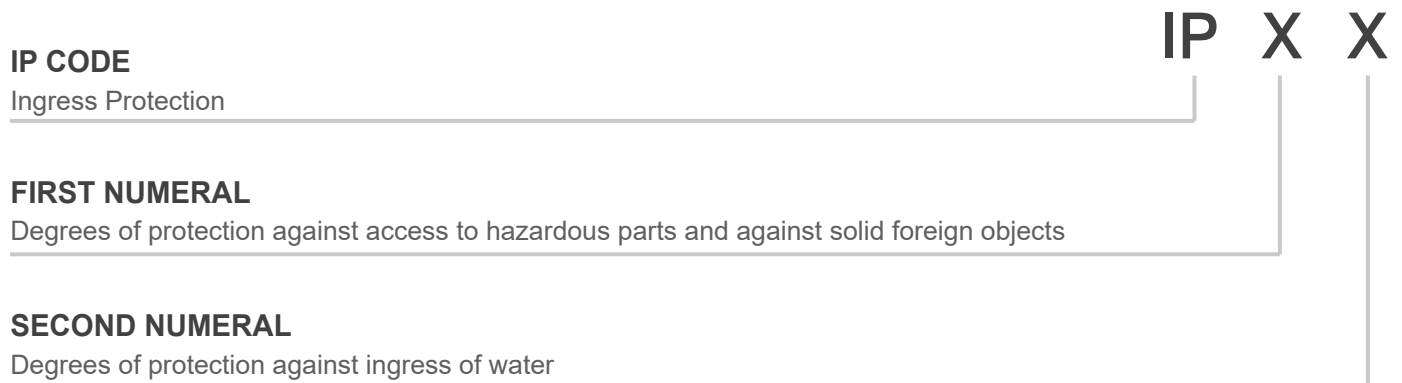 IP X X
IP CODE
Ingress Protection
FIRST NUMERAL
Degrees of protection against access to hazardous parts and against solid foreign objects
SECOND NUMERAL
Degrees of protection against ingress of water